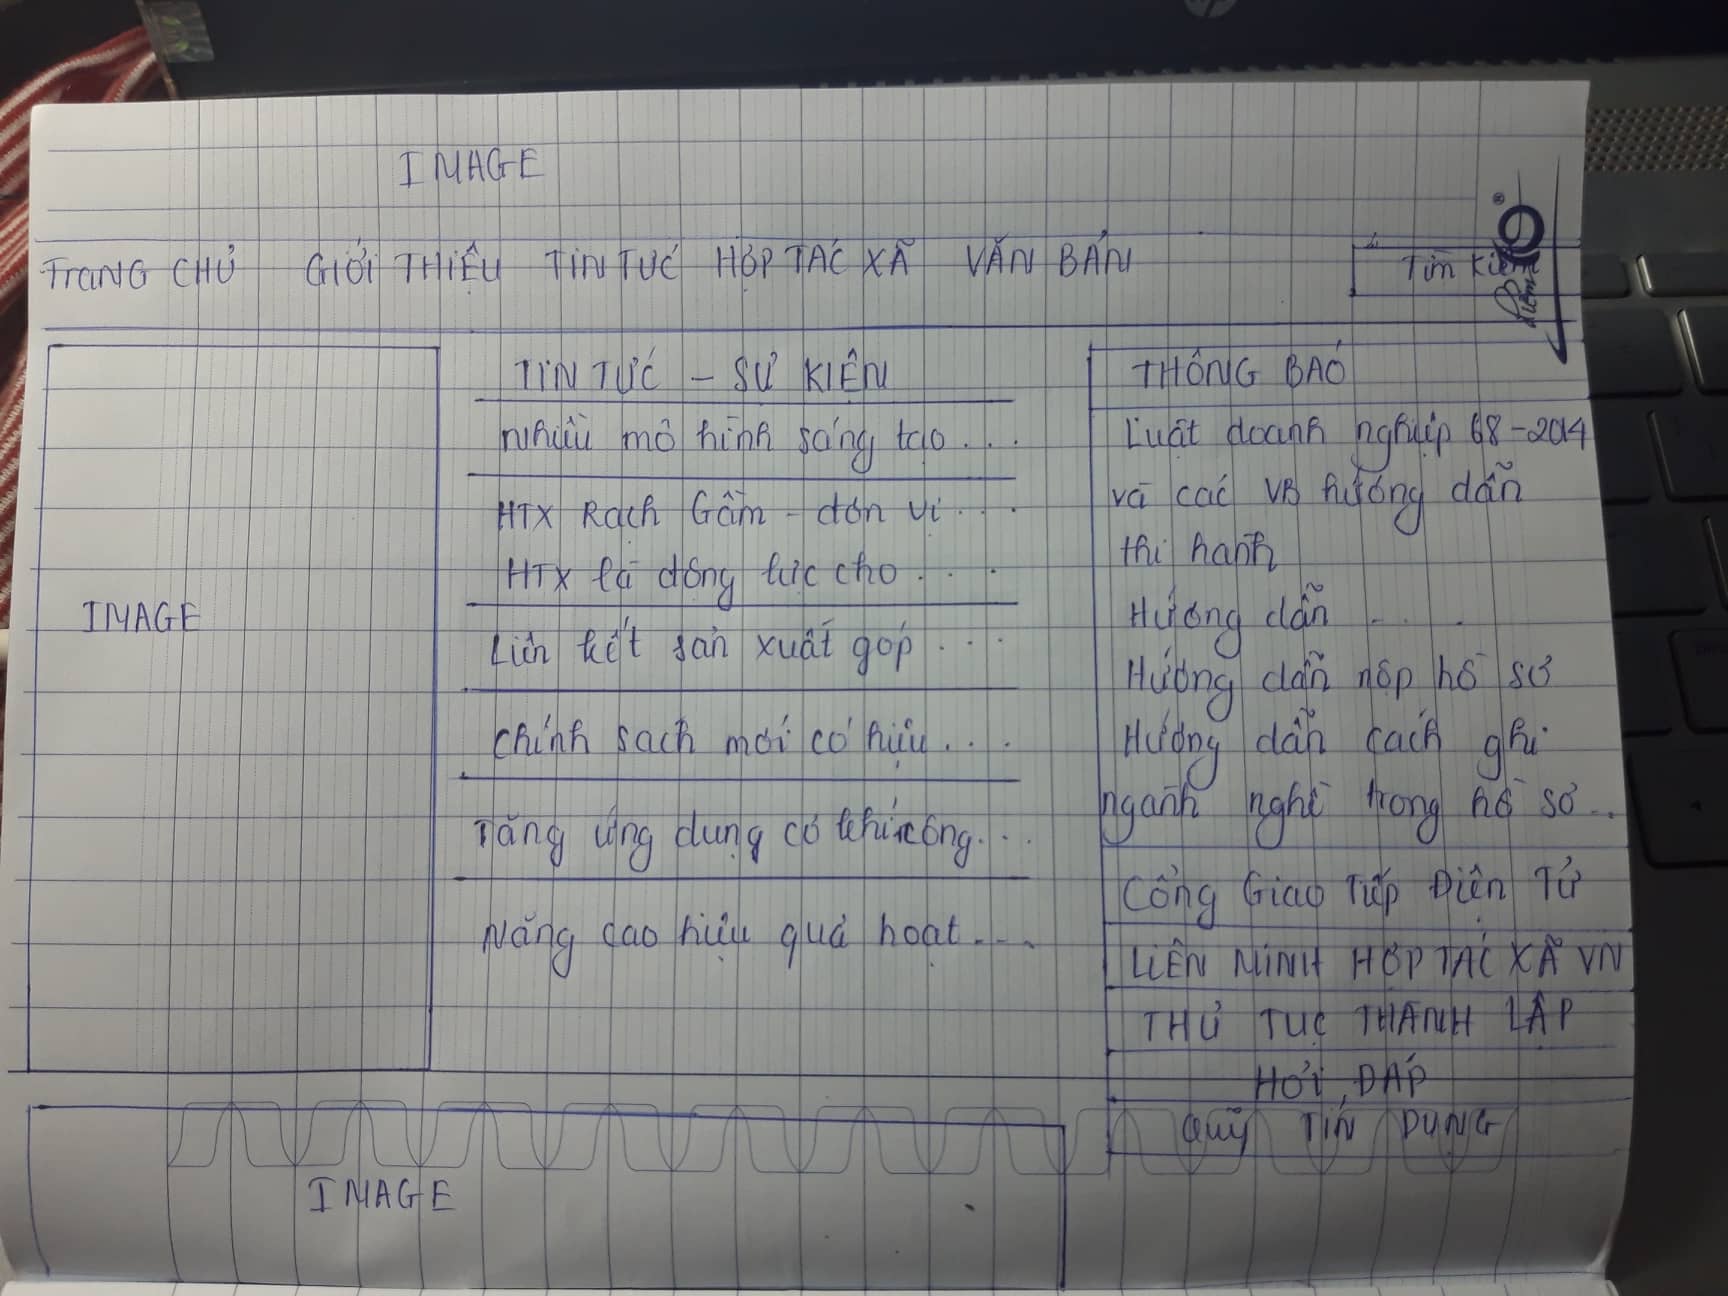 IMAGE
TRANG CHỦ GIỚI THIỆU TIN TỨC HỢP TÁC XÃ VĂN BẢN Tìm kiếm
TIN TỨC – SỰ KIỆN
Nhiều mô hình sáng tạo...
HTX Rạch Gầm – đơn vị...
HTX là động lực cho...
Liên kết sản xuất góp...
Chính sách mới có hiệu...
Tăng ứng dụng cơ khí công...
Nâng cao hiệu quả hoạt...
IMAGE
IMAGE
THÔNG BÁO
Luật doanh nghiệp 68-2014
và các VB hướng dẫn
thi hành
Hướng dẫn ...
Hướng dẫn nộp hồ sơ
Hướng dẫn cách ghi
ngành nghề trong hồ sơ...
Cổng Giao Tiếp Điện Tử
LIÊN MINH HỢP TÁC XÃ VN
THỦ TỤC THÀNH LẬP
HỎI, ĐÁP
QUỸ TÍN DỤNG